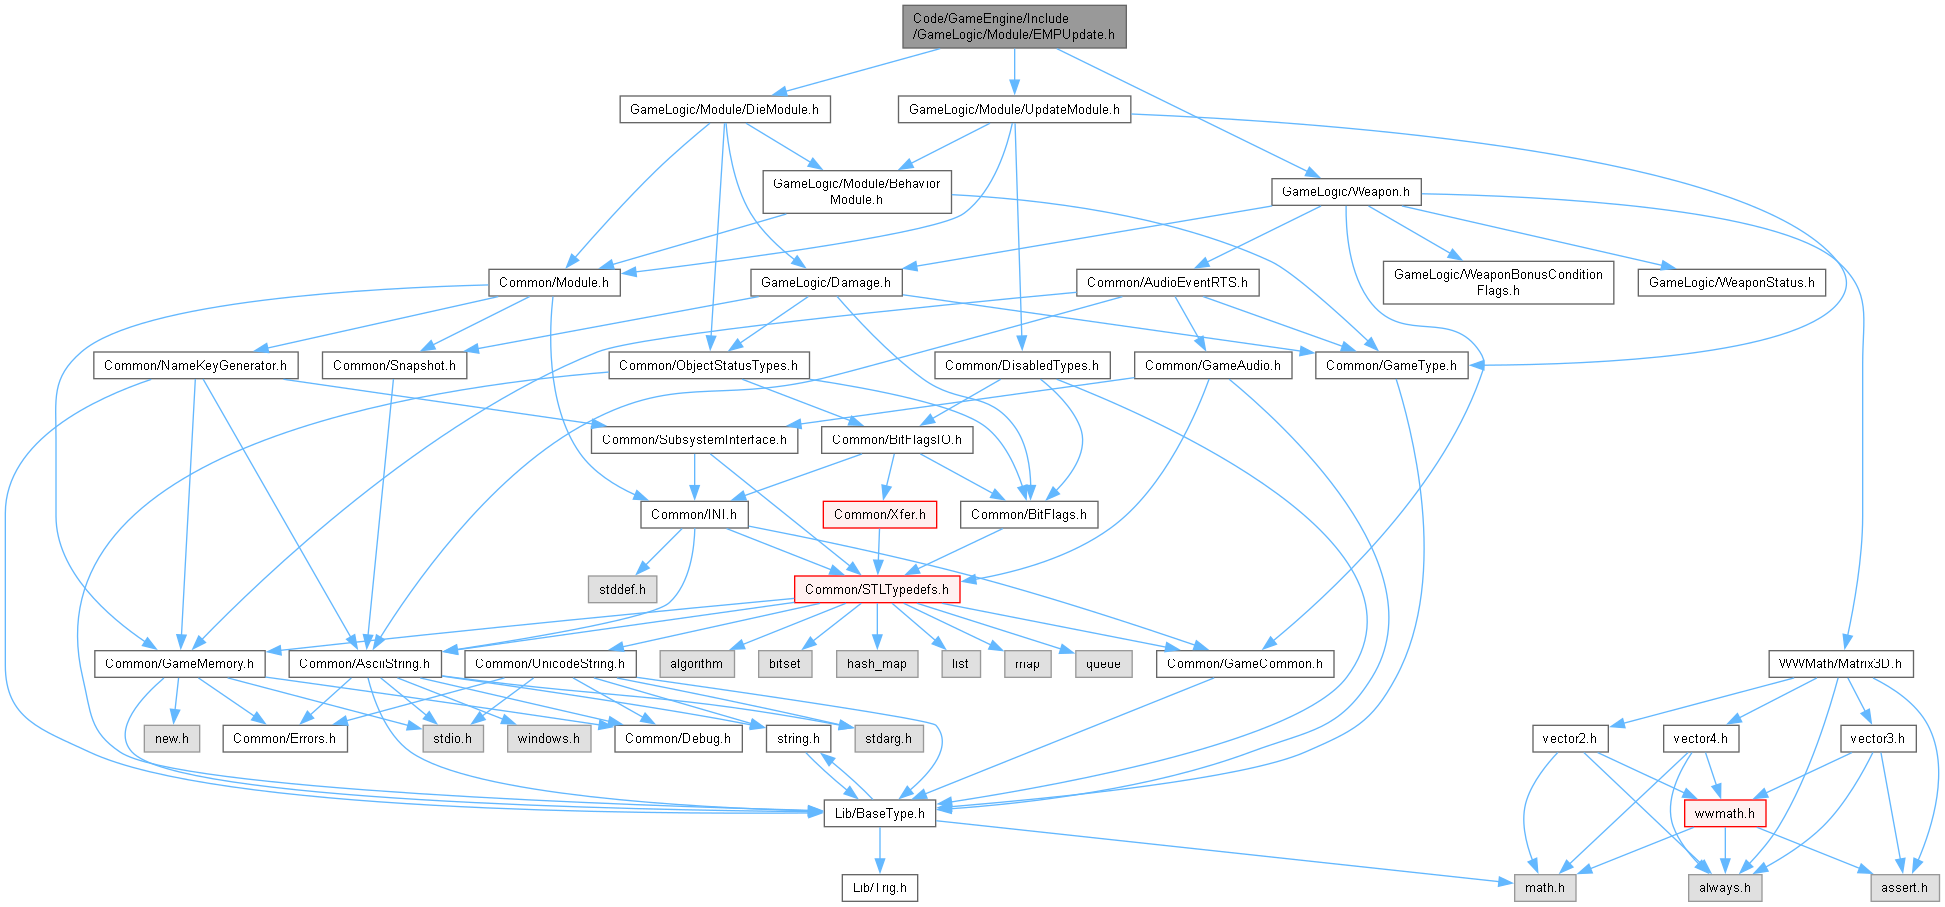 Code/GameEngine/Include
/GameLogic/Module/EMPUpdate.h
GameLogic/Module/DieModule.h
GameLogic/Module/UpdateModule.h
GameLogic/Module/Behavior
Module.h
GameLogic/Weapon.h
Common/Module.h
GameLogic/Damage.h
Common/AudioEventRTS.h
GameLogic/WeaponBonusCondition
Flags.h
GameLogic/WeaponStatus.h
Common/NameKeyGenerator.h
Common/Snapshot.h
Common/ObjectStatusTypes.h
Common/DisabledTypes.h
Common/GameAudio.h
Common/GameType.h
Common/SubsystemInterface.h
Common/BitFlagsIO.h
Common/INI.h
Common/Xfer.h
Common/BitFlags.h
stddef.h
Common/STLTypedefs.h
Common/GameMemory.h
Common/AsciiString.h
Common/UnicodeString.h
algorithm
bitset
hash_map
list
map
queue
Common/GameCommon.h
WWMath/Matrix3D.h
new.h
Common/Errors.h
stdio.h
windows.h
Common/Debug.h
string.h
stdarg.h
vector2.h
vector4.h
vector3.h
Lib/BaseType.h
wwmath.h
Lib/Trig.h
math.h
always.h
assert.h